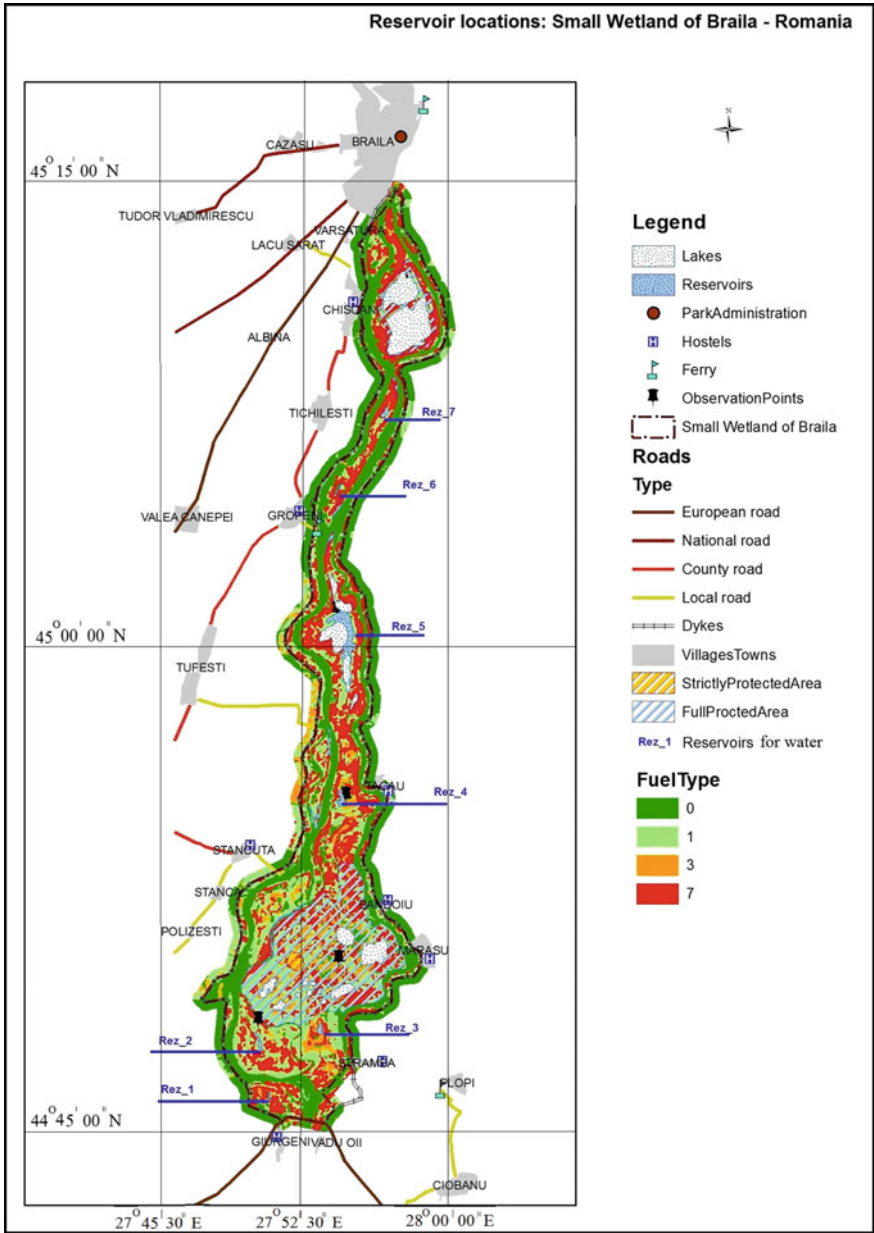 Reservoir locations: Small Wetland of Braila - Romania
N
CAZASU
BRAILA
45°15'00"N
TUDOR VLADIMIRESCU
VARSATURA
LACU SARAT
CHISCANI
ALBINA
TICHILESTI
Rez_7
Rez_6
VALEA CANEPEI
GROPENI
Rez_5
45°00'00"N
TUFESTI
TACAU
Rez_4
STANCUTA
STANCA
BANDOIU
POLIZESTI
MARASU
Rez_3
Rez_2
STRAMBA
PLOPI
Rez_1
44°45'00"N
GIURGENI
VADU OII
CIOBANU
27°45'30"E
27°52'30"E
28°00'00"E
Legend
Lakes
Reservoirs
ParkAdministration
H Hostels
Ferry
ObservationPoints
Small Wetland of Braila
Roads
Type
European road
National road
County road
Local road
Dykes
VillagesTowns
StrictlyProtectedArea
FullProctedArea
Rez_1 Reservoirs for water
FuelType
0
1
3
7